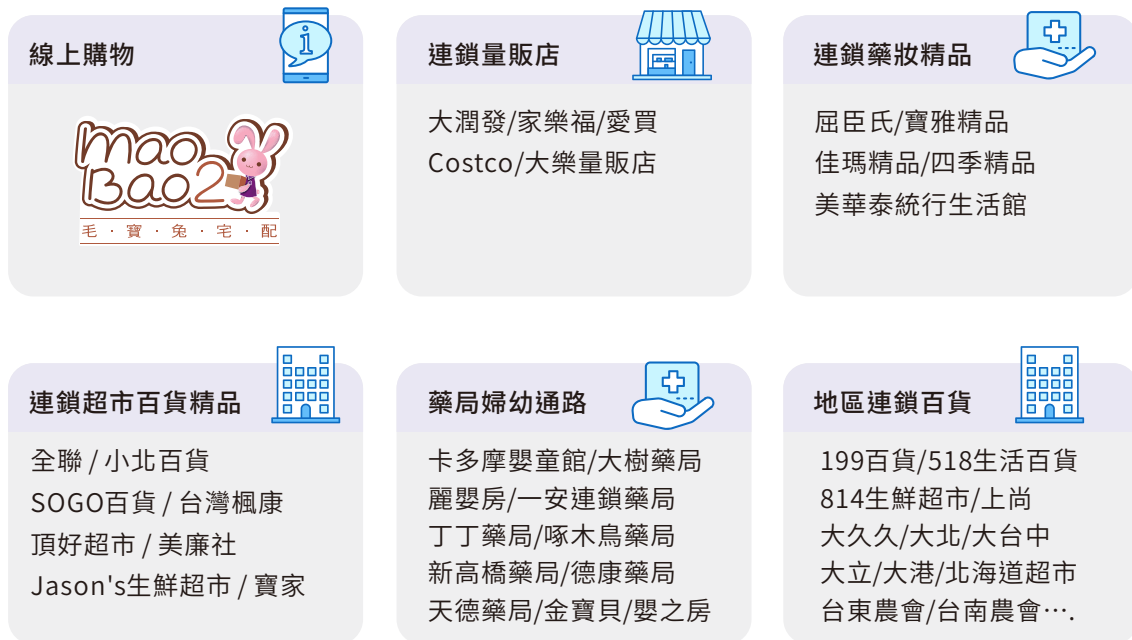 線上購物
mao
Bao2
毛·寶·兔·宅·配
連鎖量販店
大潤發/家樂福/愛買
Costco/大樂量販店
連鎖藥妝精品
屈臣氏/寶雅精品
佳瑪精品/四季精品
美華泰統行生活館
連鎖超市百貨精品
全聯 / 小北百貨
SOGO百貨 / 台灣楓康
頂好超市 / 美廉社
Jason's生鮮超市 / 寶家
藥局婦幼通路
卡多摩嬰童館/大樹藥局
麗嬰房/一安連鎖藥局
丁丁藥局/啄木鳥藥局
新高橋藥局/德康藥局
天德藥局/金寶貝/嬰之房
地區連鎖百貨
199百貨/518生活百貨
814生鮮超市/上尚
大久久/大北/大台中
大立/大港/北海道超市
台東農會/台南農會⋯.